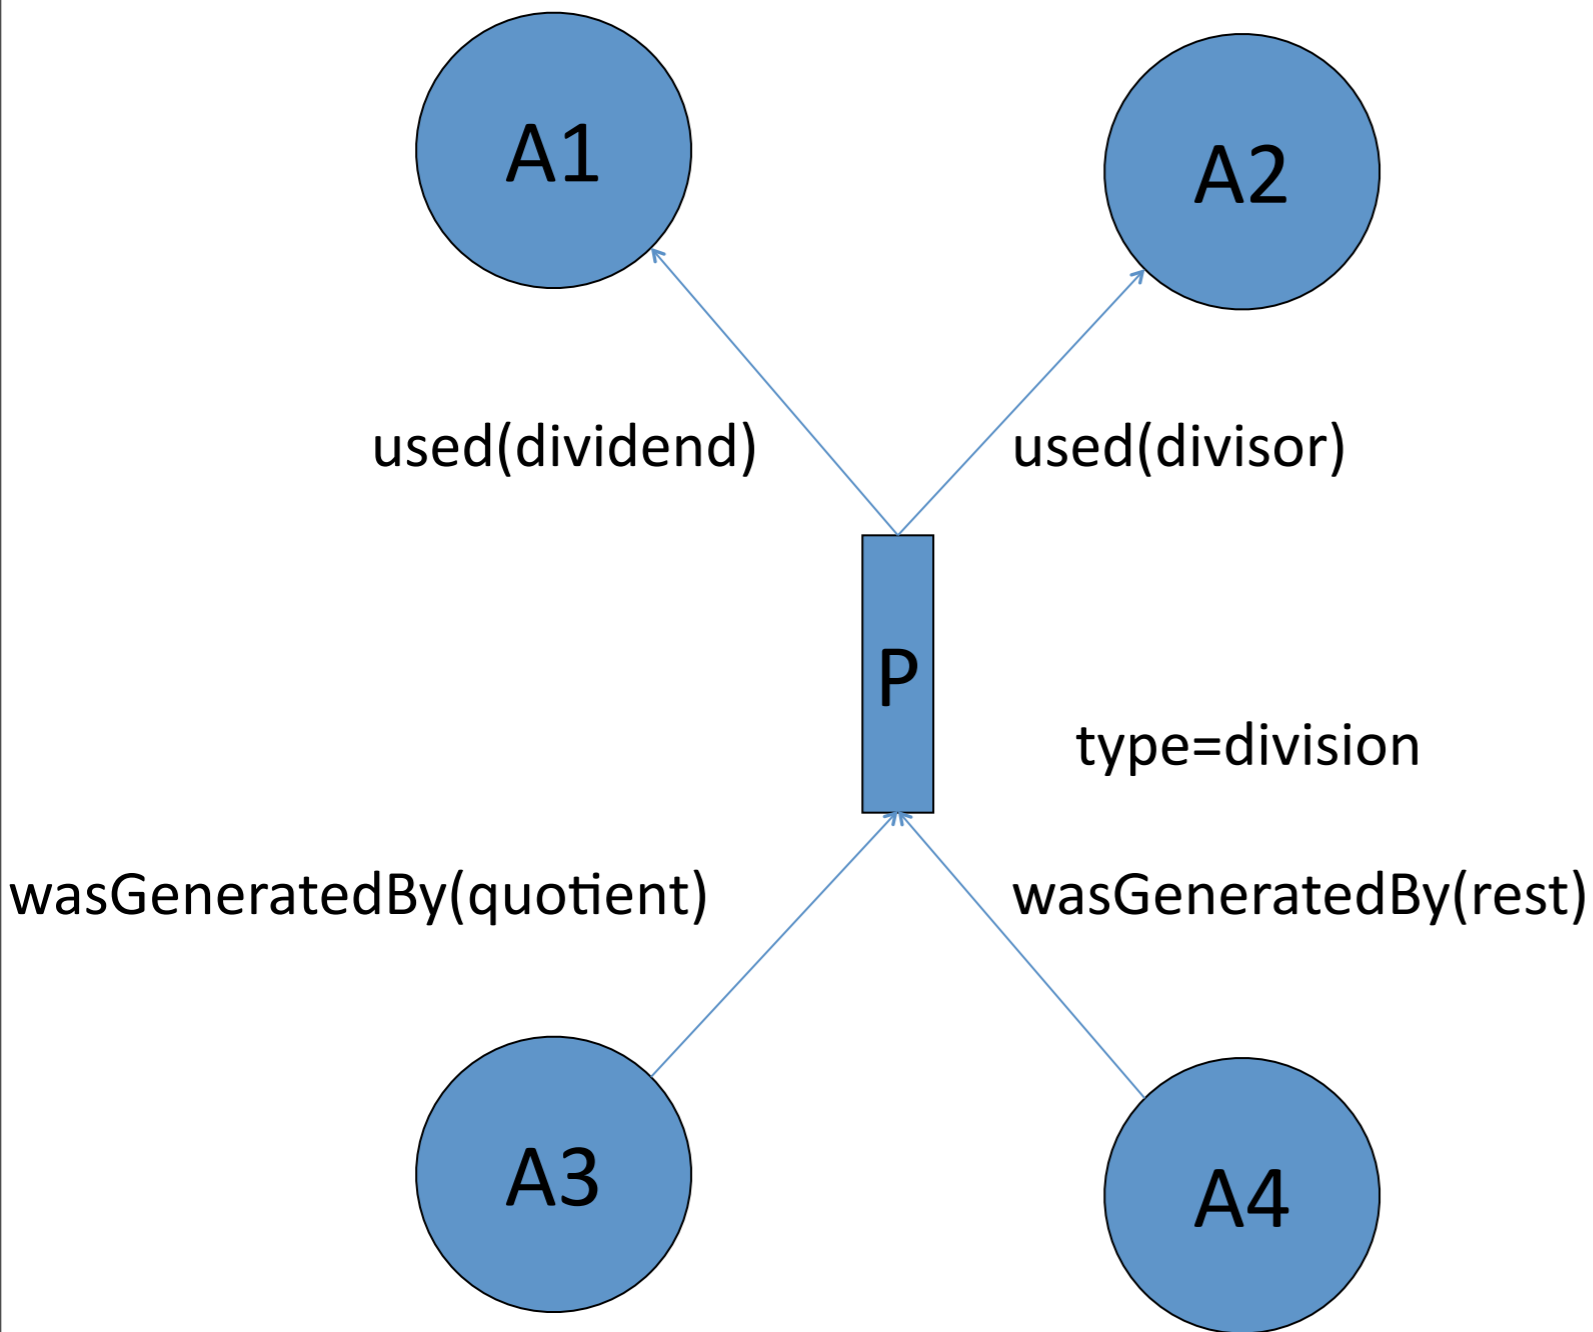 A1
A2
used(dividend)
used(divisor)
P
type=division
wasGeneratedBy(quotient)
wasGeneratedBy(rest)
A3
A4